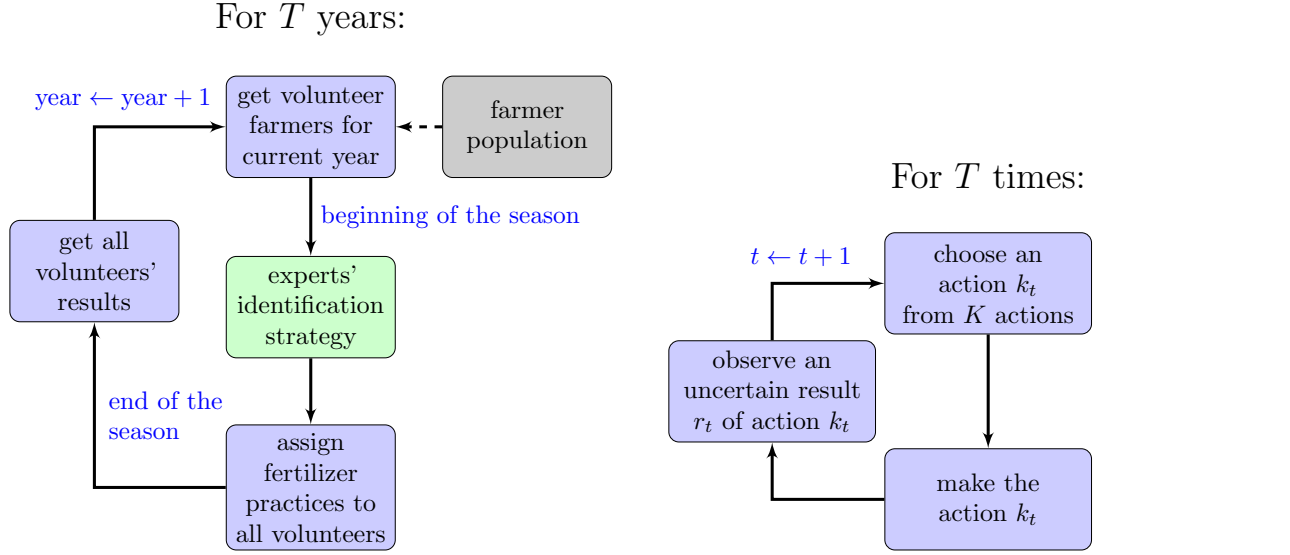 For T years:
year ← year + 1
get volunteer
farmers for
current year
farmer
population
beginning of the season
experts'
identification
strategy
get all
volunteers'
results
end of the
season
assign
fertilizer
practices to
all volunteers
For T times:
t ← t + 1
choose an
action k_t
from K actions
observe an
uncertain result
r_t of action k_t
make the
action k_t